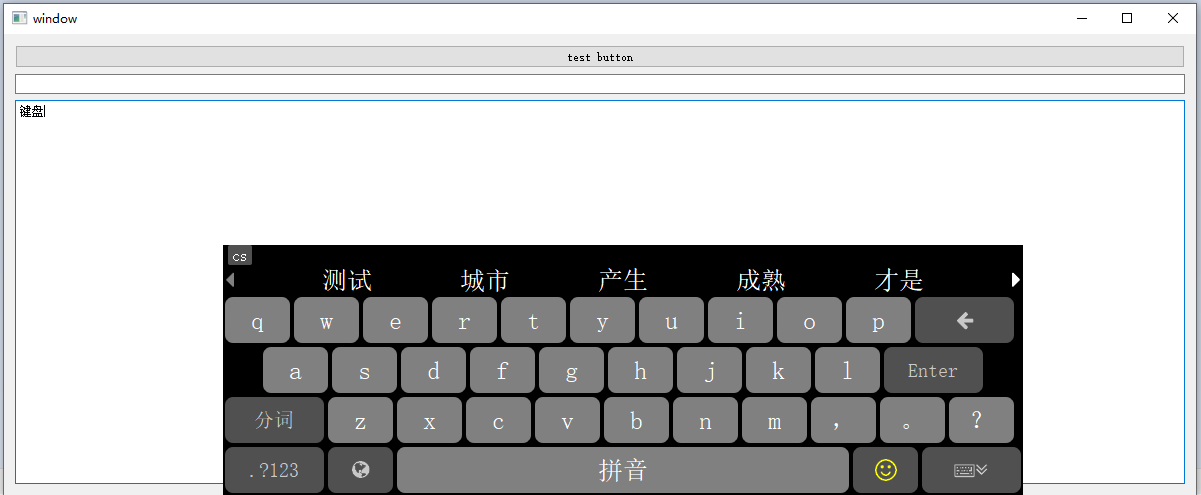 window
test button
键盘
cs
测试 城市 产生 成熟 才是
q w e r t y u i o p
a s d f g h j k l Enter
分词 z x c v b n m ， 。 ？
.?123 拼音